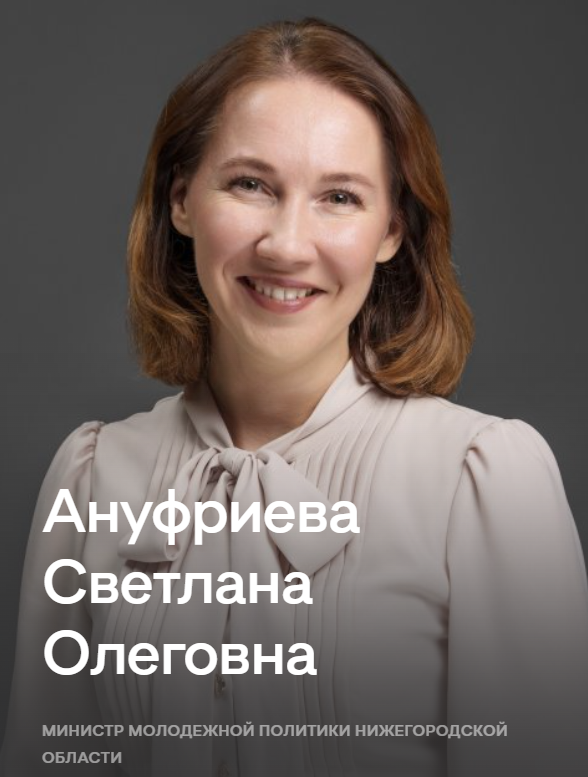 Ануфриева
Светлана
Олеговна
МИНИСТР МОЛОДЕЖНОЙ ПОЛИТИКИ НИЖЕГОРОДСКОЙ
ОБЛАСТИ